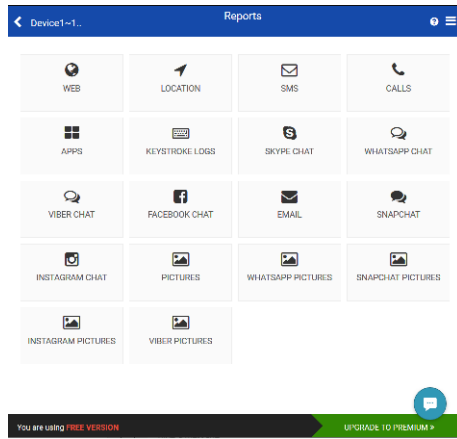 Reports
Device1~1..
WEB
LOCATION
SMS
CALLS
APPS
KEYSTROKE LOGS
SKYPE CHAT
WHATSAPP CHAT
VIBER CHAT
FACEBOOK CHAT
EMAIL
SNAPCHAT
INSTAGRAM CHAT
PICTURES
WHATSAPP PICTURES
SNAPCHAT PICTURES
INSTAGRAM PICTURES
VIBER PICTURES
You are using FREE VERSION
UPGRADE TO PREMIUM »